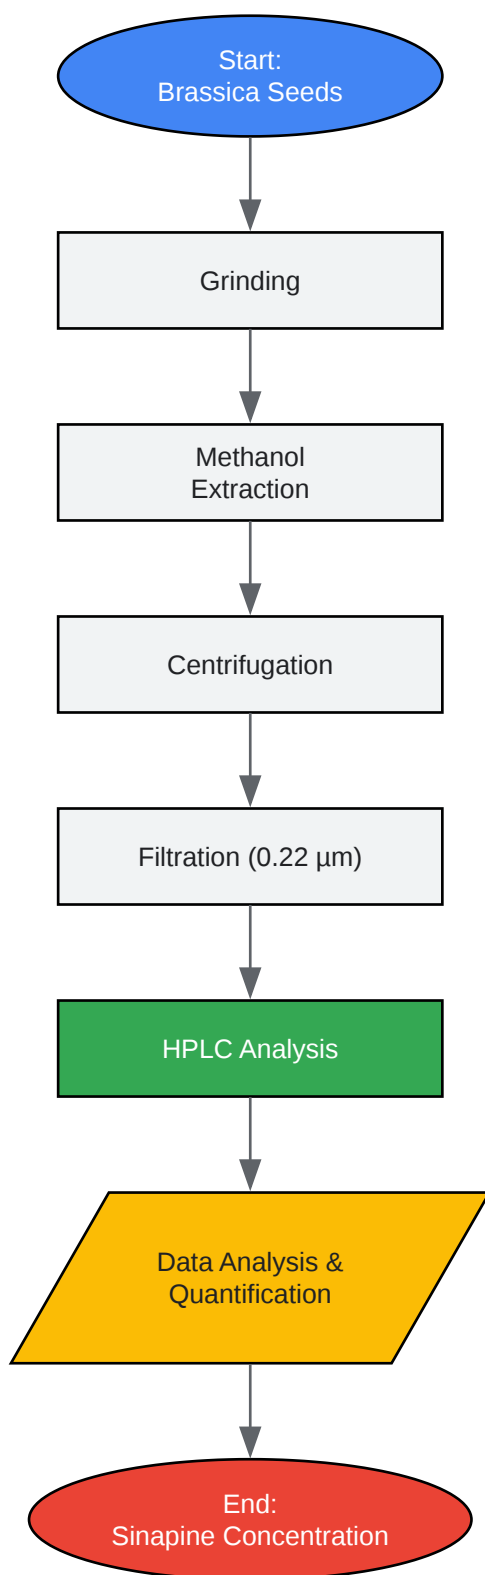 Start:
Brassica Seeds
Grinding
Methanol
Extraction
Centrifugation
Filtration (0.22 µm)
HPLC Analysis
Data Analysis &
Quantification
End:
Sinapine Concentration